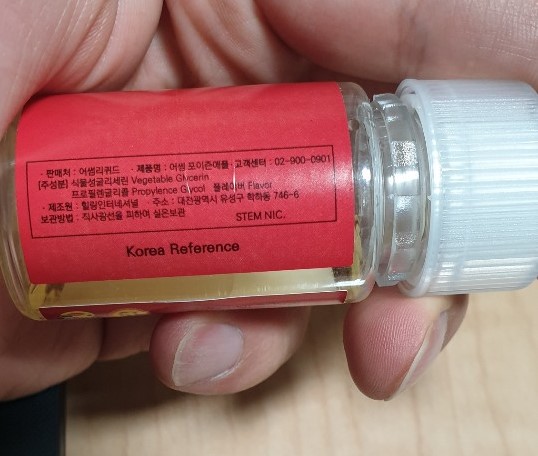 · 판매처 : 어썸리퀴드 · 제품명 : 어썸 포이즌애플 · 고객센터 : 02-900-0901
[주성분] 식물성글리세린 Vegetable Glycerin
프로필렌글리콜 Propylence Glycol 플레이버 Flavor
· 제조원 : 힐링인터네셔널 · 주소 : 대전광역시 유성구 학하동 746-6
보관방법 : 직사광선을 피하여 실온보관 STEM NIC.
Korea Reference